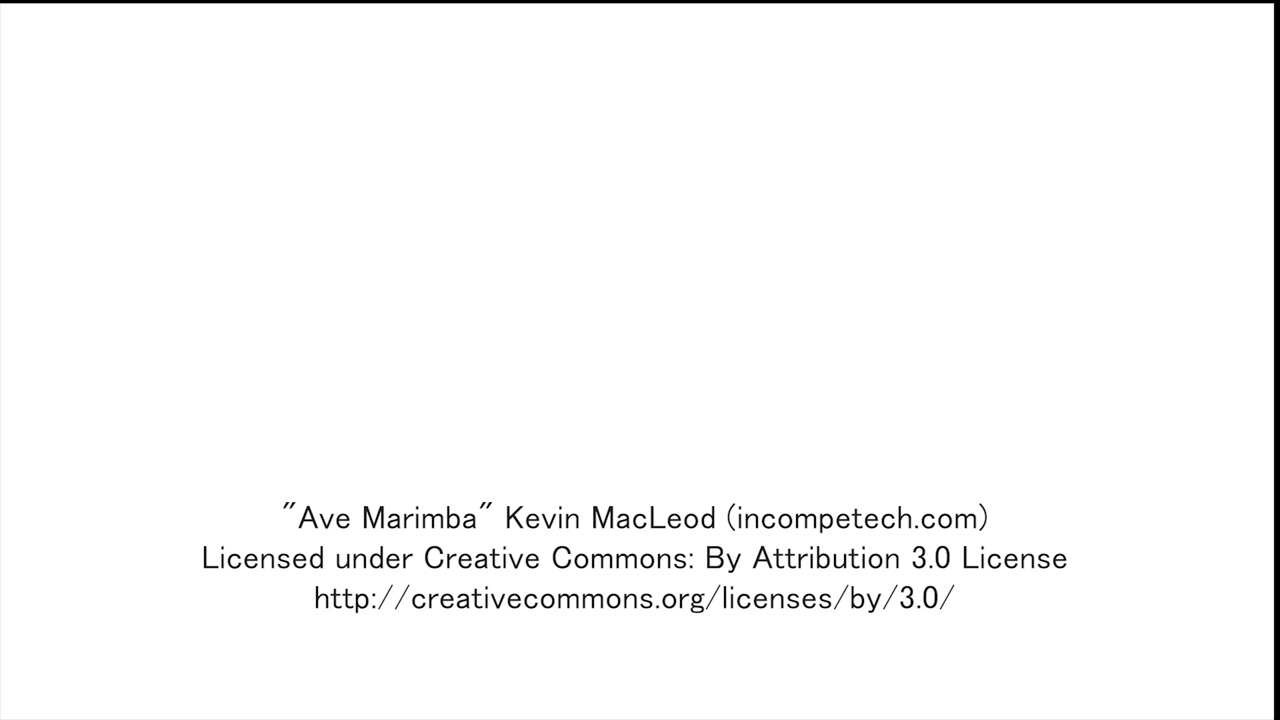 "Ave Marimba" Kevin MacLeod (incompetech.com)
Licensed under Creative Commons: By Attribution 3.0 License
http://creativecommons.org/licenses/by/3.0/